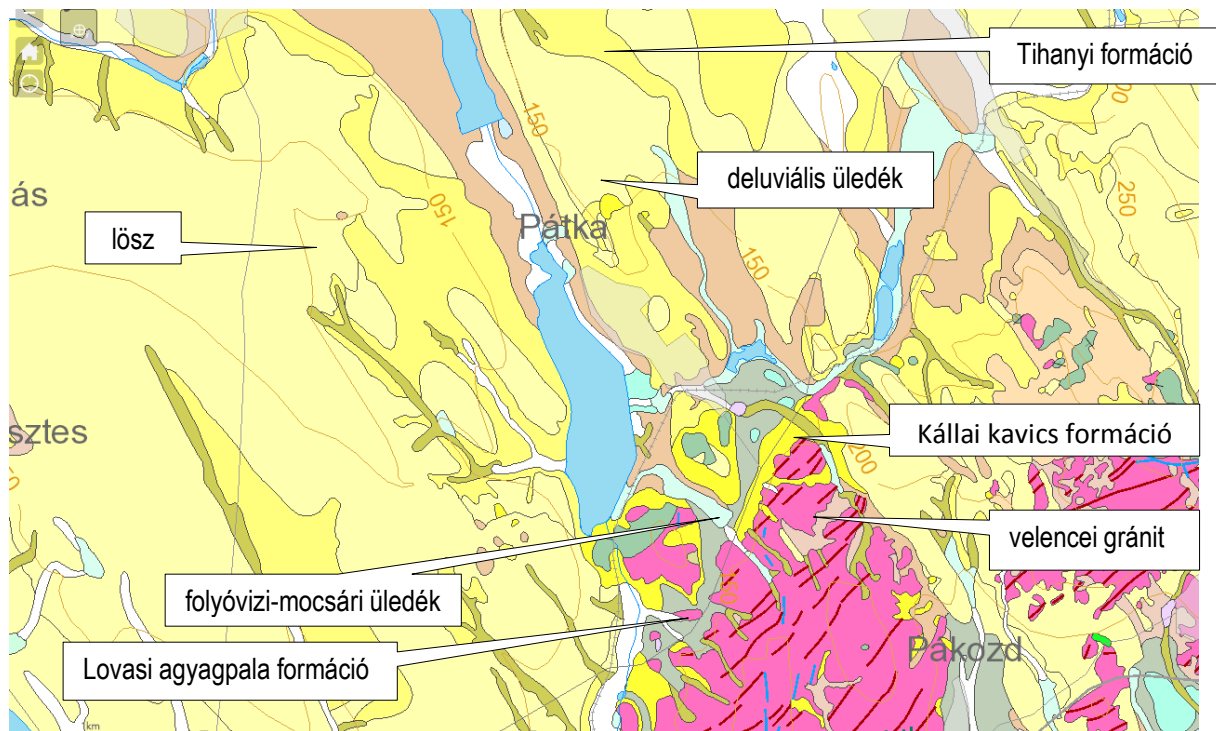 Tihanyi formáció
150
deluviális üledék
250
ás
150
Pátka
lösz
150
sztes
Kállai kavics formáció
200
velencei gránit
folyóvizi-mocsári üledék
Pákozd
Lovasi agyagpala formáció
1km